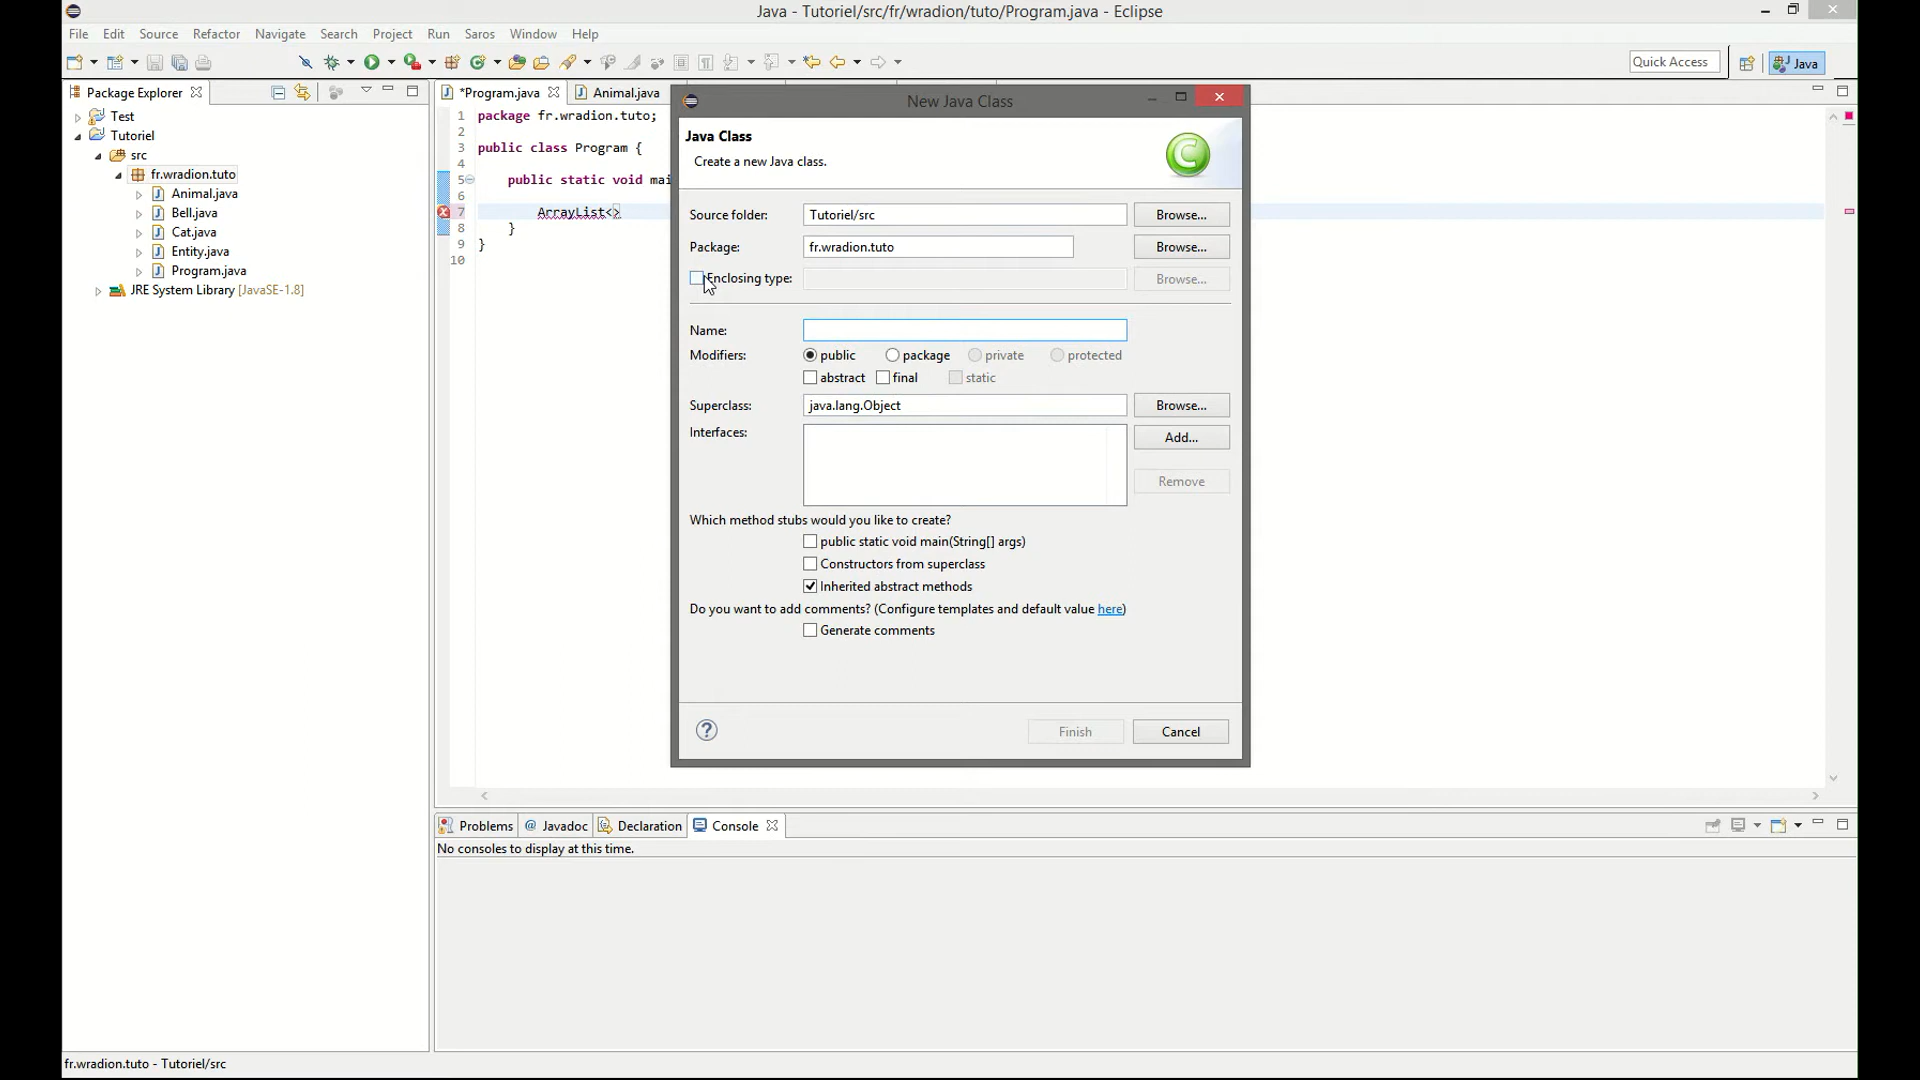 Java - Tutoriel/src/fr/wradion/tuto/Program.java - Eclipse
File Edit Source Refactor Navigate Search Project Run Saros Window Help
Quick Access
Java
Package Explorer
Test
Tutoriel
src
fr.wradion.tuto
Animal.java
Bell.java
Cat.java
Entity.java
Program.java
JRE System Library [JavaSE-1.8]
*Program.java
Animal.java
1 package fr.wradion.tuto;
2
3 public class Program {
4
5 public static void mai
6
7 ArrayList<>
8 }
9 }
10
New Java Class
Java Class
Create a new Java class.
Source folder: Tutoriel/src Browse...
Package: fr.wradion.tuto Browse...
Enclosing type: Browse...
Name:
Modifiers: public package private protected
abstract final static
Superclass: java.lang.Object Browse...
Interfaces: Add...
Remove
Which method stubs would you like to create?
public static void main(String[] args)
Constructors from superclass
Inherited abstract methods
Do you want to add comments? (Configure templates and default value here)
Generate comments
? Finish Cancel
Problems @ Javadoc Declaration Console
No consoles to display at this time.
fr.wradion.tuto - Tutoriel/src